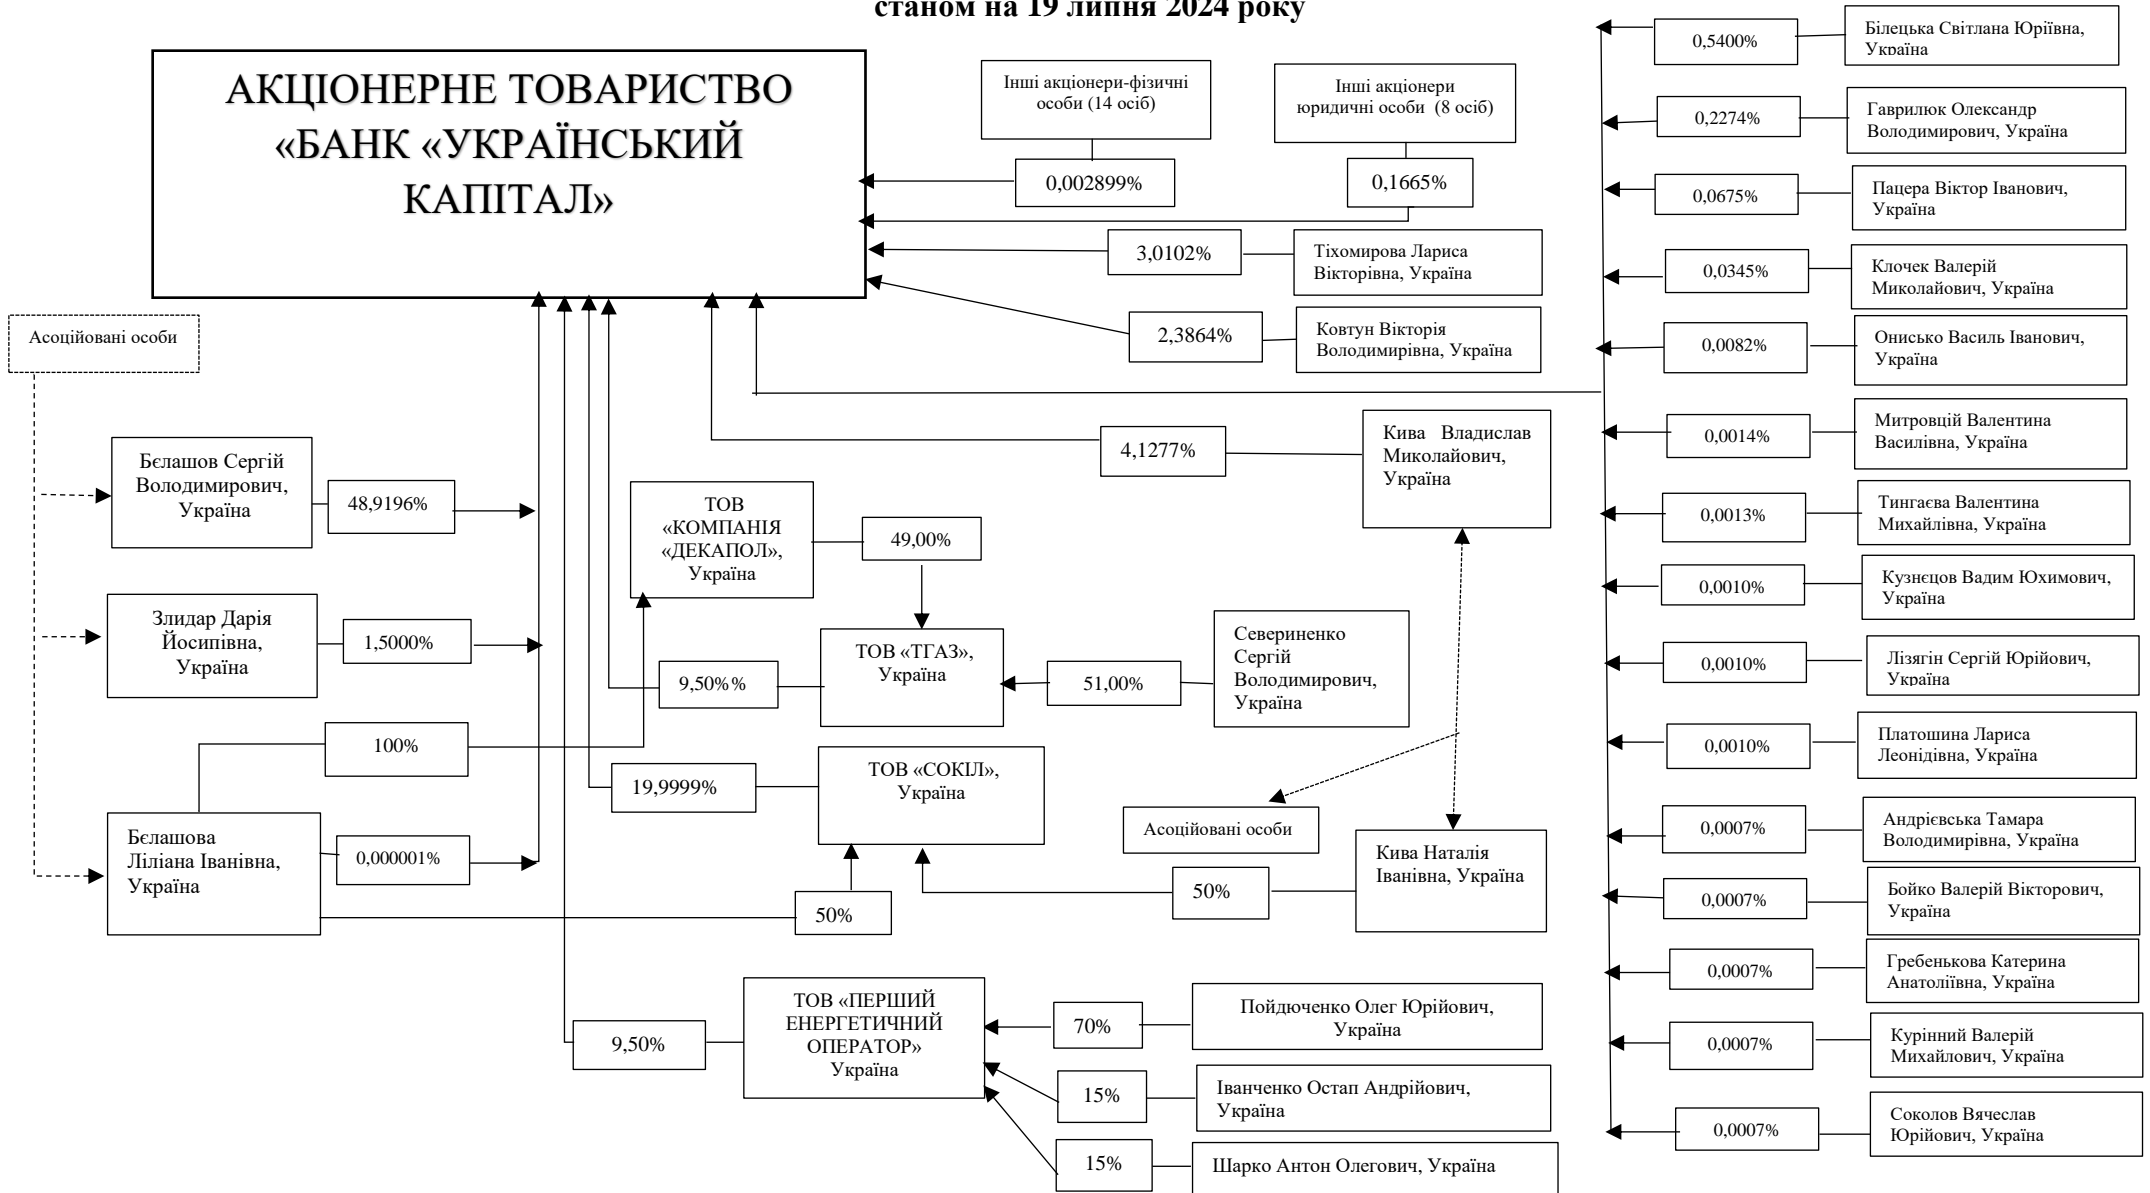 станом на 19 липня 2024 року
АКЦІОНЕРНЕ ТОВАРИСТВО
«БАНК «УКРАЇНСЬКИЙ
КАПІТАЛ»
Інші акціонери-фізичні
особи (14 осіб)
0,002899%
Інші акціонери
юридичні особи (8 осіб)
0,1665%
3,0102%
Тіхомирова Лариса
Вікторівна, Україна
2,3864%
Ковтун Вікторія
Володимирівна, Україна
4,1277%
Кива Владислав
Миколайович,
Україна
Асоційовані особи
Бєлашов Сергій
Володимирович,
Україна
48,9196%
Злидар Дарія
Йосипівна,
Україна
1,5000%
100%
Бєлашова
Ліліана Іванівна,
Україна
0,000001%
ТОВ
«КОМПАНІЯ
«ДЕКАПОЛ»,
Україна
49,00%
ТОВ «ТГАЗ»,
Україна
9,50%%
51,00%
Севериненко
Сергій
Володимирович,
Україна
ТОВ «СОКІЛ»,
Україна
19,9999%
50%
50%
Асоційовані особи
Кива Наталія
Іванівна, Україна
ТОВ «ПЕРШИЙ
ЕНЕРГЕТИЧНИЙ
ОПЕРАТОР»
Україна
9,50%
70%
Пойдюченко Олег Юрійович,
Україна
15%
Іванченко Остап Андрійович,
Україна
15%
Шарко Антон Олегович, Україна
0,5400%
Білецька Світлана Юріївна,
Україна
0,2274%
Гаврилюк Олександр
Володимирович, Україна
0,0675%
Пацера Віктор Іванович,
Україна
0,0345%
Клочек Валерій
Миколайович, Україна
0,0082%
Онисько Василь Іванович,
Україна
0,0014%
Митровцій Валентина
Василівна, Україна
0,0013%
Тингаєва Валентина
Михайлівна, Україна
0,0010%
Кузнєцов Вадим Юхимович,
Україна
0,0010%
Лізягін Сергій Юрійович,
Україна
0,0010%
Платошина Лариса
Леонідівна, Україна
0,0007%
Андрієвська Тамара
Володимирівна, Україна
0,0007%
Бойко Валерій Вікторович,
Україна
0,0007%
Гребенькова Катерина
Анатоліївна, Україна
0,0007%
Курінний Валерій
Михайлович, Україна
0,0007%
Соколов Вячеслав
Юрійович, Україна